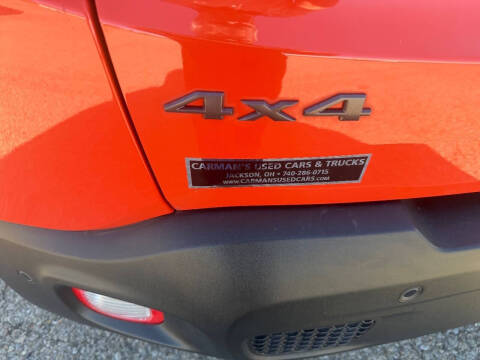 4x4
CARMAN'S USED CARS & TRUCKS
JACKSON, OH • 740-286-0715
WWW.CARMANSUSEDCARS.COM